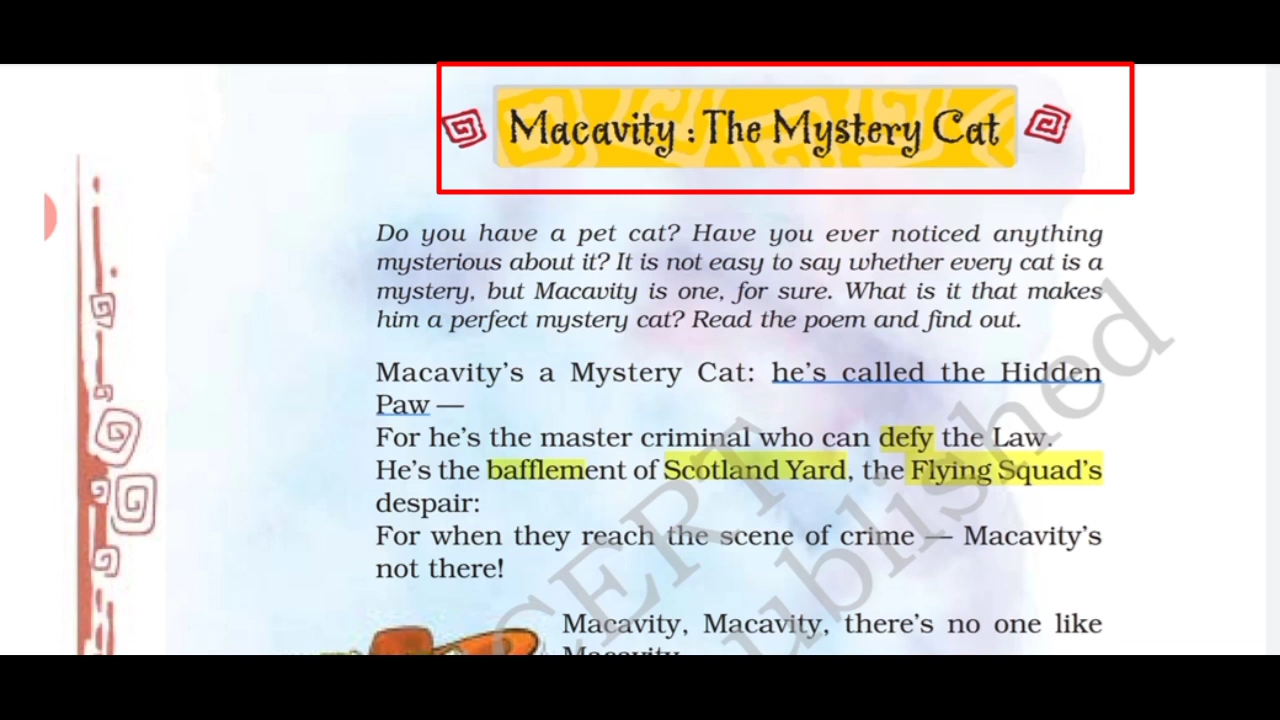 Macavity : The Mystery Cat
Do you have a pet cat? Have you ever noticed anything
mysterious about it? It is not easy to say whether every cat is a
mystery, but Macavity is one, for sure. What is it that makes
him a perfect mystery cat? Read the poem and find out.
Macavity’s a Mystery Cat: he’s called the Hidden
Paw —
For he’s the master criminal who can defy the Law.
He’s the bafflement of Scotland Yard, the Flying Squad’s
despair:
For when they reach the scene of crime — Macavity’s
not there!
Macavity, Macavity, there’s no one like